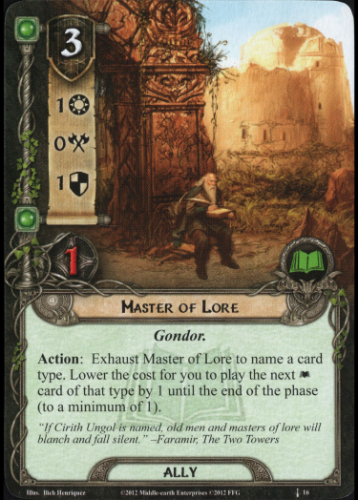 3
1
0
1
1
MASTER OF LORE
Gondor.
Action: Exhaust Master of Lore to name a card
type. Lower the cost for you to play the next
card of that type by 1 until the end of the phase
(to a minimum of 1).
"If Cirith Ungol is named, old men and masters of lore will
blanch and fall silent." –Faramir, The Two Towers
ALLY
Illus. Rich Henriquez ©2012 Middle-earth Enterprises ©2012 FFG 16